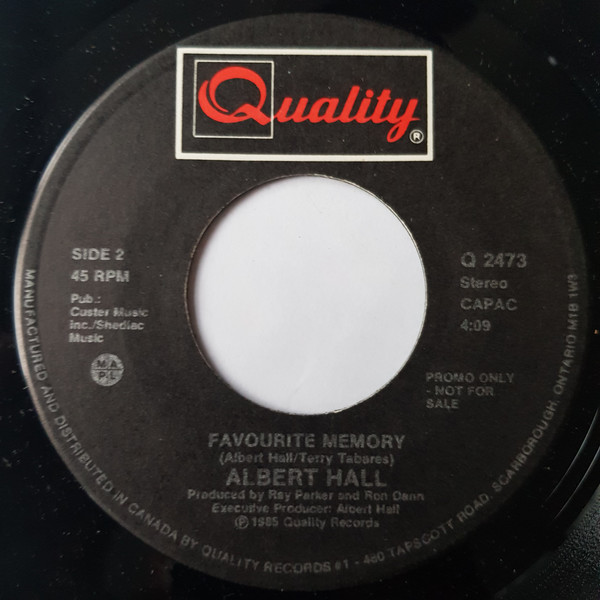 Quality®
SIDE 2
45 RPM
Pub.:
Custer Music
Inc./Shediac
Music
M A
P L
Q 2473
Stereo
CAPAC
4:09
PROMO ONLY
- NOT FOR
SALE
FAVOURITE MEMORY
(Albert Hall/Terry Tabares)
ALBERT HALL
Produced by Ray Parker and Ron Dann
Executive Producer: Albert Hall
℗ 1985 Quality Records
MANUFACTURED AND DISTRIBUTED IN CANADA BY QUALITY RECORDS #1 - 480 TAPSCOTT ROAD, SCARBOROUGH, ONTARIO M1B 1W3